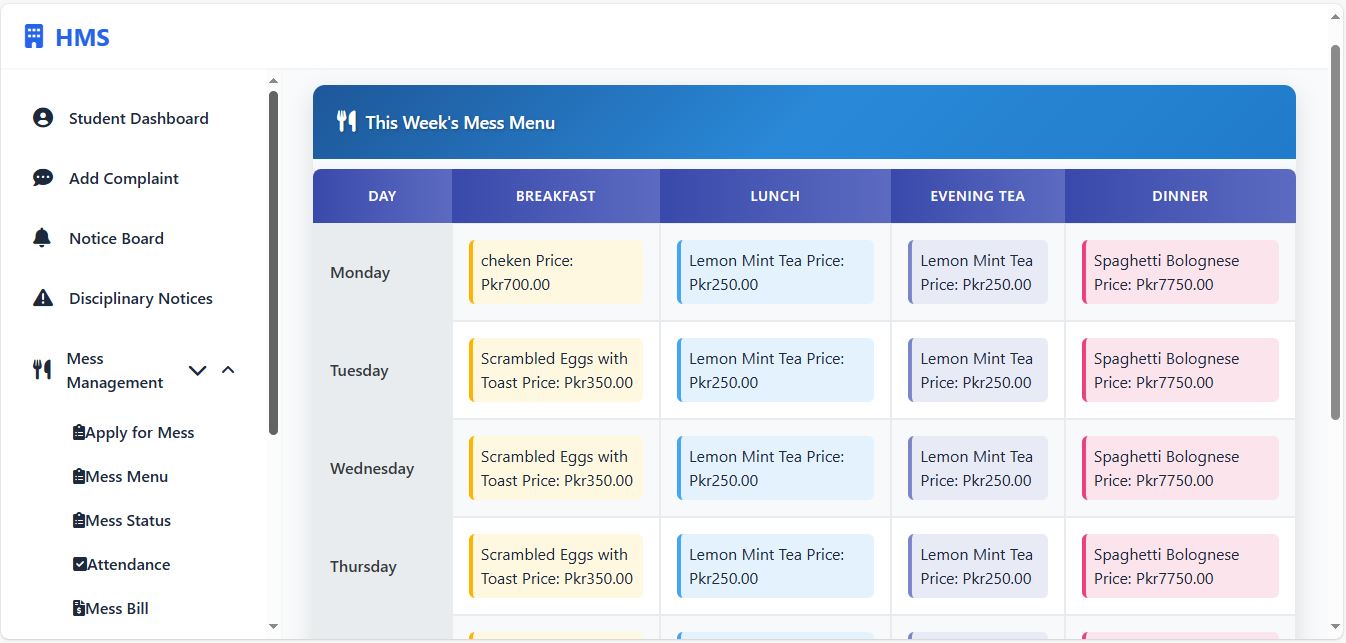 HMS
Student Dashboard
Add Complaint
Notice Board
Disciplinary Notices
Mess
Management
Apply for Mess
Mess Menu
Mess Status
Attendance
Mess Bill
This Week's Mess Menu
DAY BREAKFAST LUNCH EVENING TEA DINNER
Monday
cheken Price:
Pkr700.00
Lemon Mint Tea Price:
Pkr250.00
Lemon Mint Tea
Price: Pkr250.00
Spaghetti Bolognese
Price: Pkr7750.00
Tuesday
Scrambled Eggs with
Toast Price: Pkr350.00
Lemon Mint Tea Price:
Pkr250.00
Lemon Mint Tea
Price: Pkr250.00
Spaghetti Bolognese
Price: Pkr7750.00
Wednesday
Scrambled Eggs with
Toast Price: Pkr350.00
Lemon Mint Tea Price:
Pkr250.00
Lemon Mint Tea
Price: Pkr250.00
Spaghetti Bolognese
Price: Pkr7750.00
Thursday
Scrambled Eggs with
Toast Price: Pkr350.00
Lemon Mint Tea Price:
Pkr250.00
Lemon Mint Tea
Price: Pkr250.00
Spaghetti Bolognese
Price: Pkr7750.00